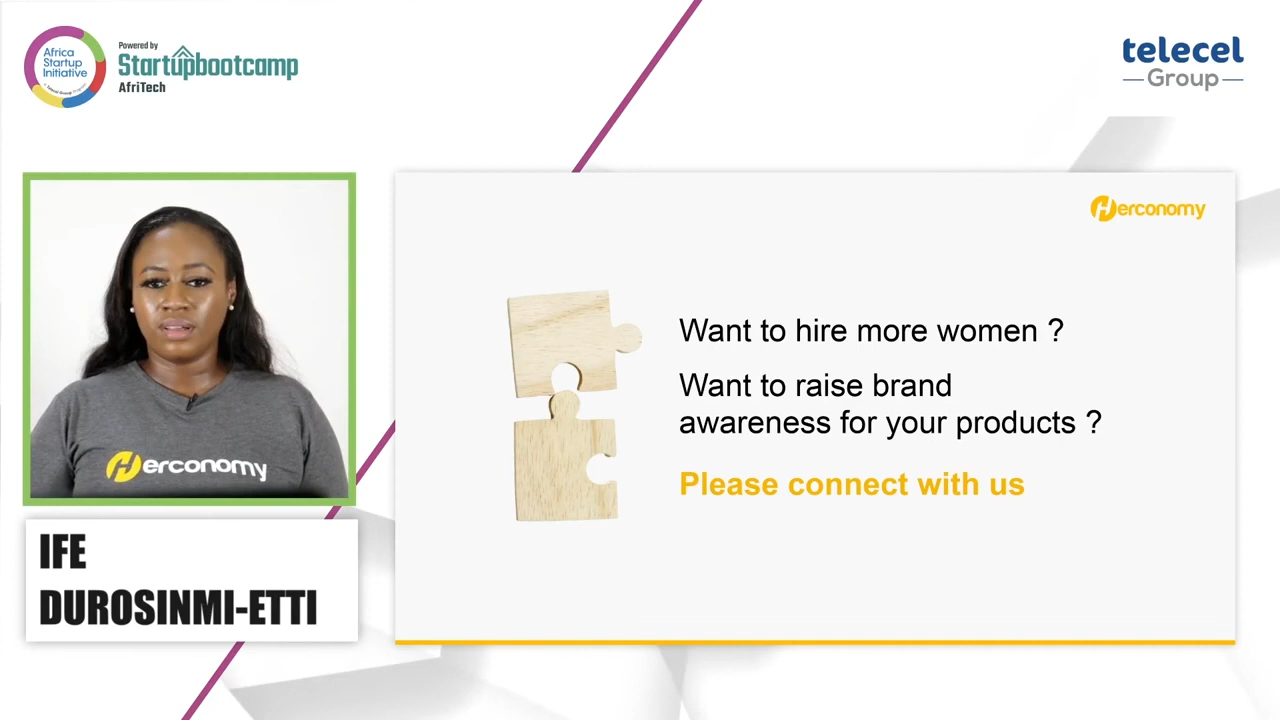 Africa
Startup
Initiative
Powered by
Startupbootcamp
AfriTech
telecel
Group
Herconomy
Want to hire more women ?
Want to raise brand
awareness for your products ?
Please connect with us
Herconomy
IFE
DUROSINMI-ETTI